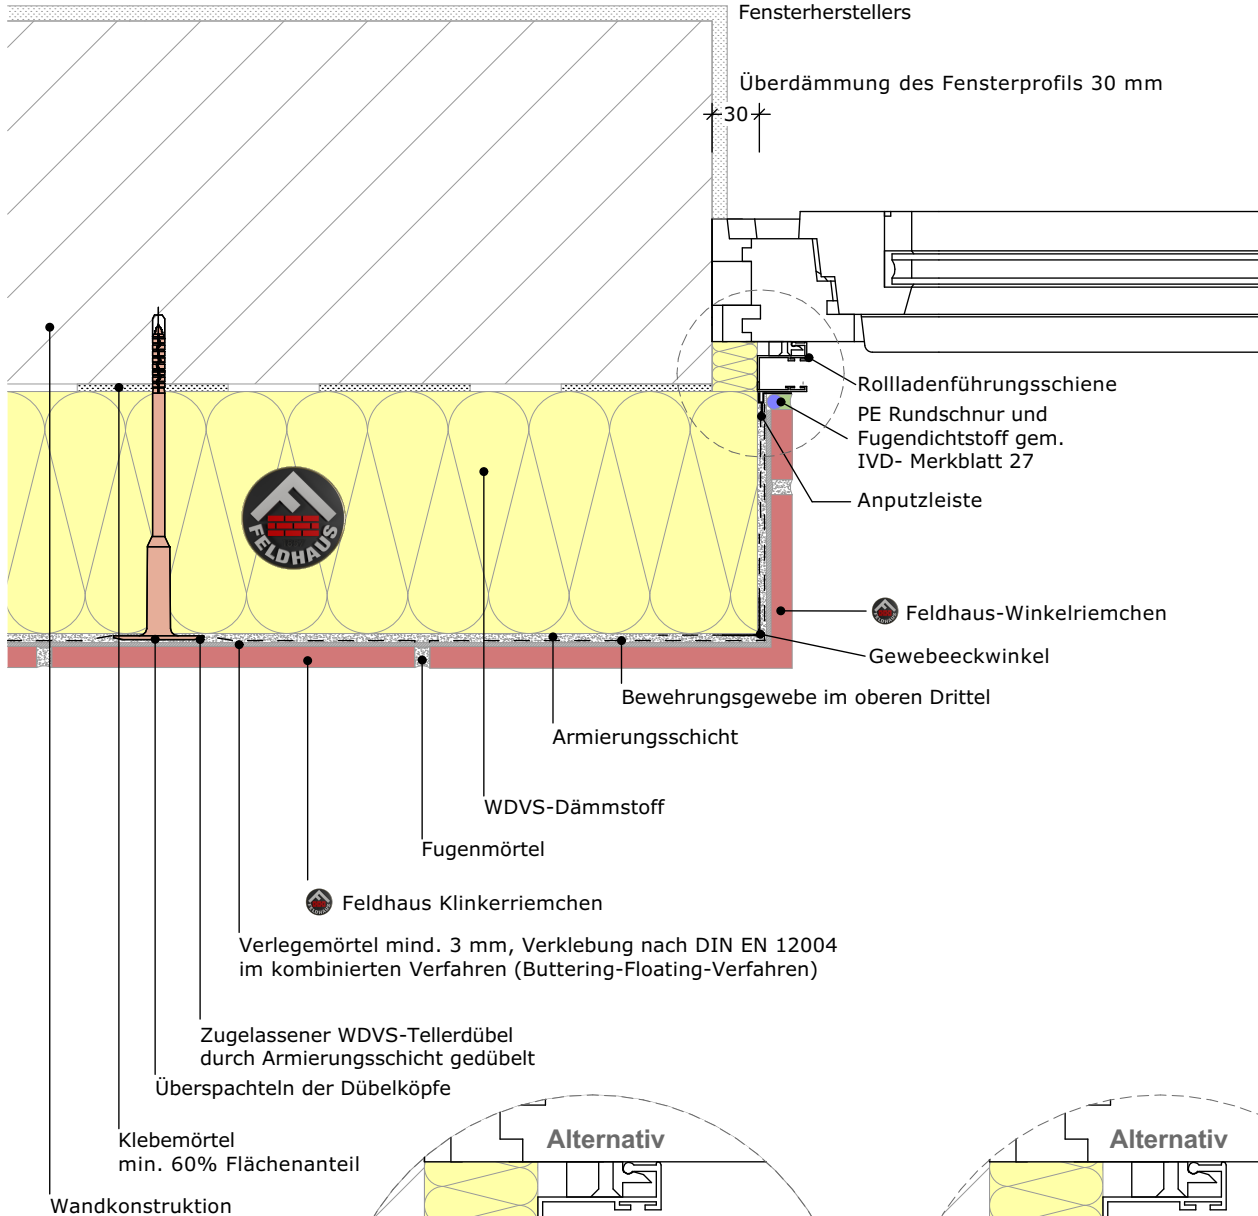 Fensterherstellers
Überdämmung des Fensterprofils 30 mm
30
Rollladenführungsschiene
PE Rundschnur und
Fugendichtstoff gem.
IVD- Merkblatt 27
Anputzleiste
FELDHAUS
Feldhaus-Winkelriemchen
Gewebeeckwinkel
Bewehrungsgewebe im oberen Drittel
Armierungsschicht
WDVS-Dämmstoff
Fugenmörtel
Feldhaus Klinkerriemchen
Verlegemörtel mind. 3 mm, Verklebung nach DIN EN 12004
im kombinierten Verfahren (Buttering-Floating-Verfahren)
Zugelassener WDVS-Tellerdübel
durch Armierungsschicht gedübelt
Überspachteln der Dübelköpfe
Klebemörtel
min. 60% Flächenanteil
Wandkonstruktion
Alternativ
Alternativ